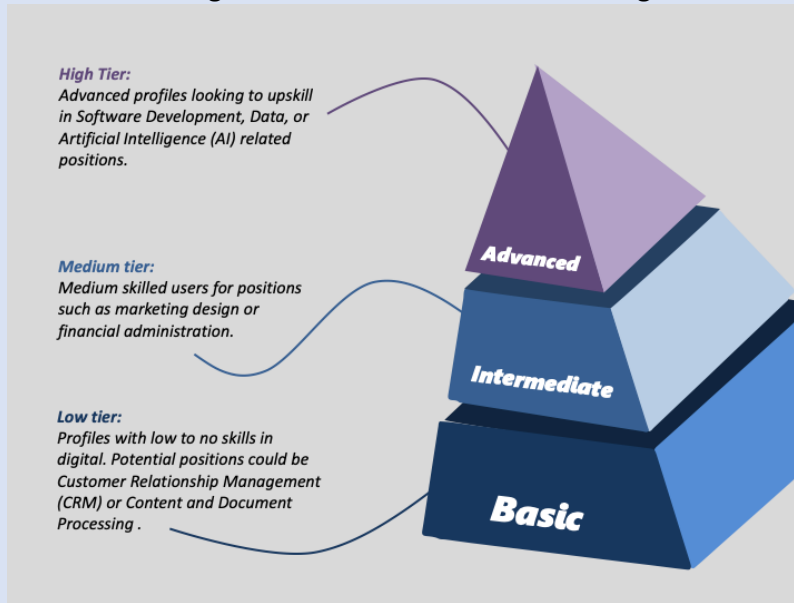 High Tier:
Advanced profiles looking to upskill
in Software Development, Data, or
Artificial Intelligence (AI) related
positions.
Advanced
Medium tier:
Medium skilled users for positions
such as marketing design or
financial administration.
Intermediate
Low tier:
Profiles with low to no skills in
digital. Potential positions could be
Customer Relationship Management
(CRM) or Content and Document
Processing .
Basic